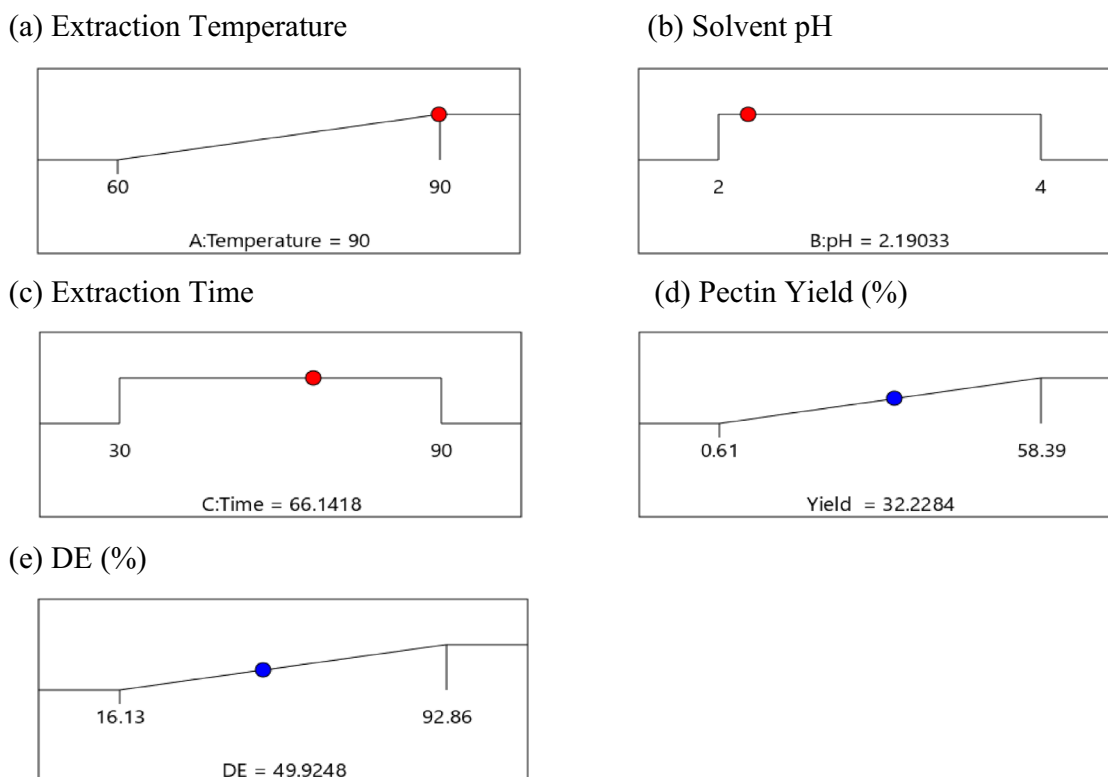 (a) Extraction Temperature
60 90
A:Temperature = 90
(b) Solvent pH
2 4
B:pH = 2.19033
(c) Extraction Time
30 90
C:Time = 66.1418
(d) Pectin Yield (%)
0.61 58.39
Yield = 32.2284
(e) DE (%)
16.13 92.86
DE = 49.9248